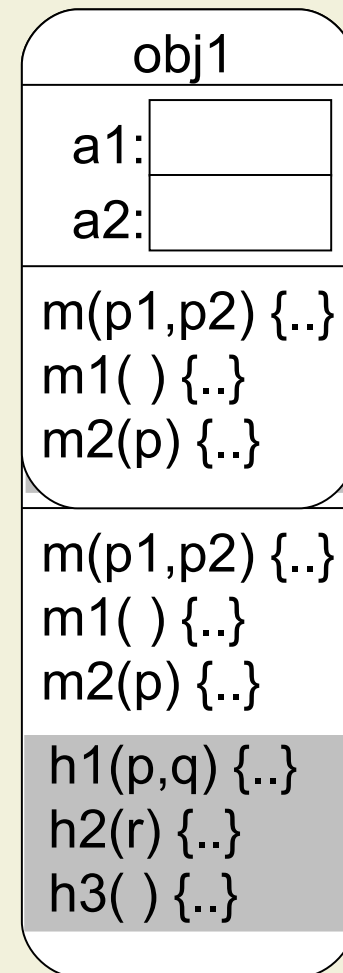 obj1
a1:
a2:
m(p1,p2) {..}
m1( ) {..}
m2(p) {..}
m(p1,p2) {..}
m1( ) {..}
m2(p) {..}
h1(p,q) {..}
h2(r) {..}
h3( ) {..}